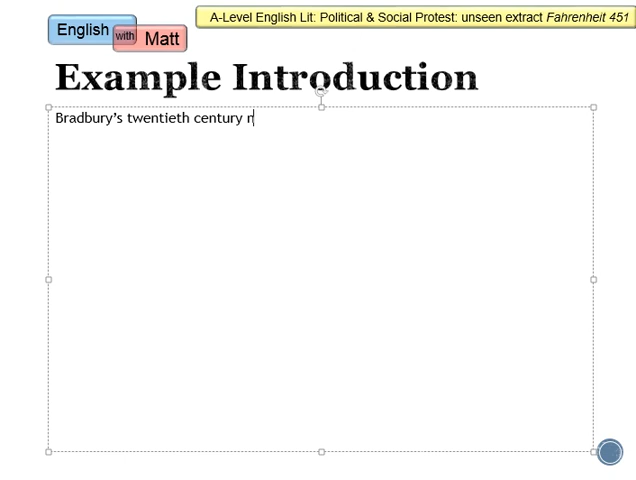 A-Level English Lit: Political & Social Protest: unseen extract Fahrenheit 451
English with Matt
Example Introduction
Bradbury's twentieth century n